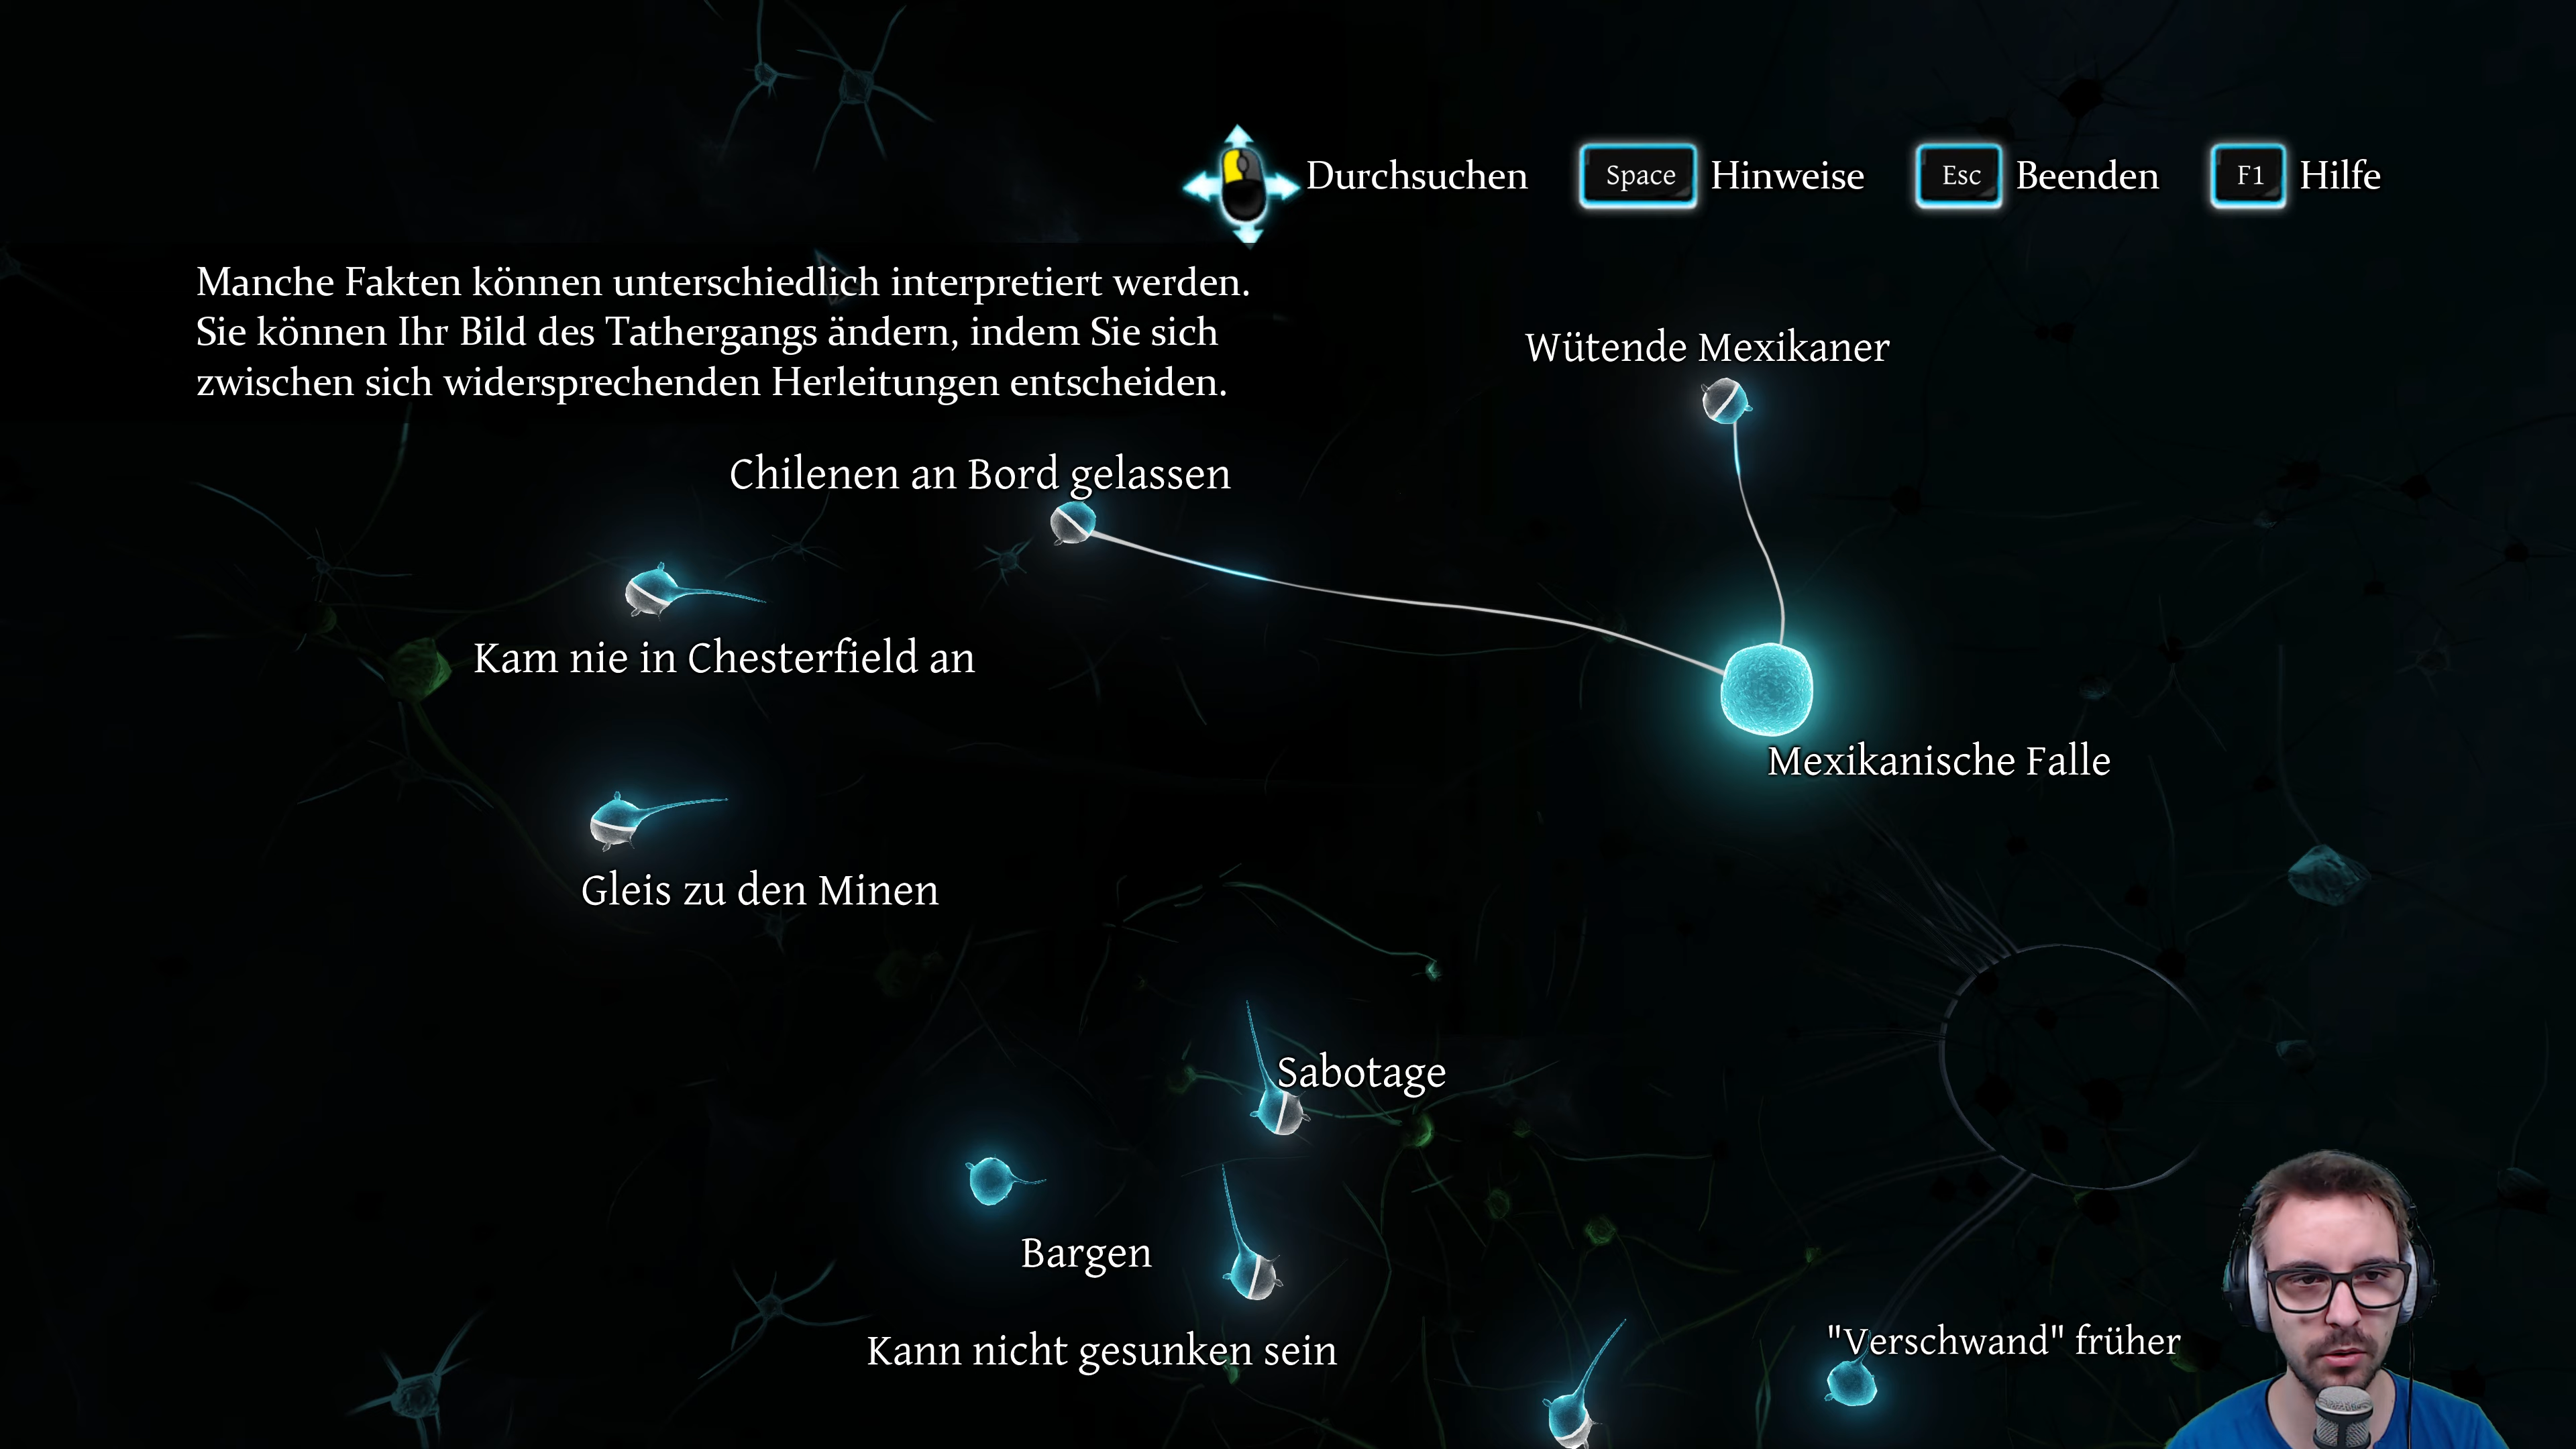 Durchsuchen
Space
Hinweise
Esc
Beenden
F1
Hilfe
Manche Fakten können unterschiedlich interpretiert werden.
Sie können Ihr Bild des Tathergangs ändern, indem Sie sich
zwischen sich widersprechenden Herleitungen entscheiden.
Wütende Mexikaner
Chilenen an Bord gelassen
Kam nie in Chesterfield an
Mexikanische Falle
Gleis zu den Minen
Sabotage
Bargen
Kann nicht gesunken sein
"Verschwand" früher